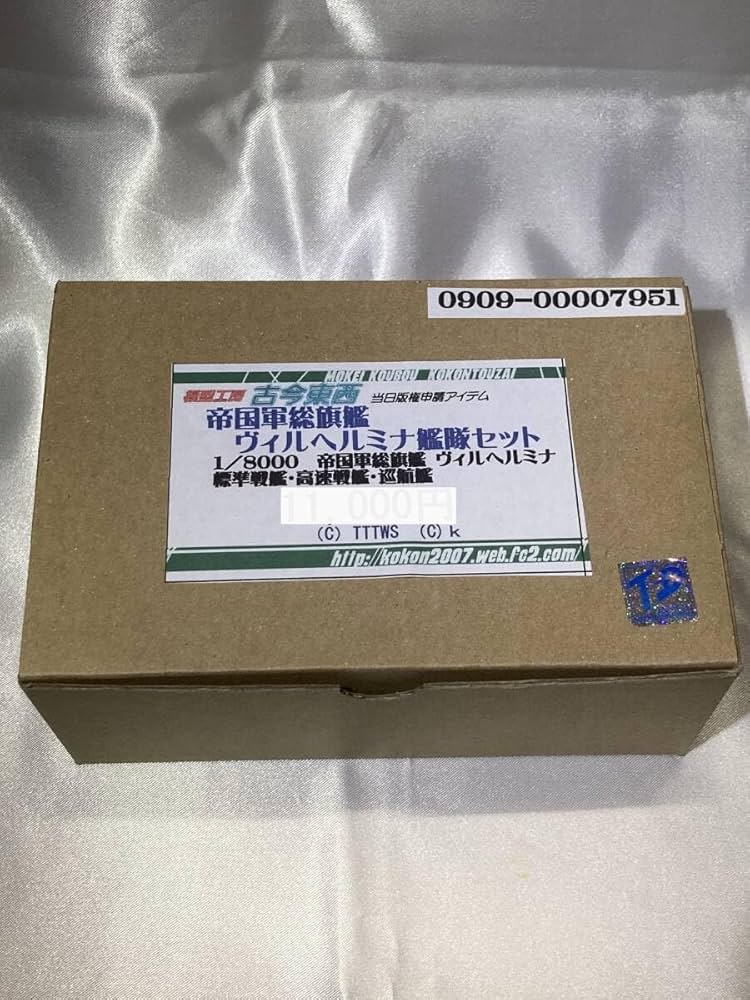 0909-00007951
MOKEI KOUBOU KOKONTOUZAI
模型工房 古今東西 当日版権申請アイテム
帝国軍総旗艦
ヴィルヘルミナ艦隊セット
1/8000 帝国軍総旗艦 ヴィルヘルミナ
標準戦艦・高速戦艦・巡航艦
11,000円
(C) TTTWS (C) k
http://kokon2007.web.fc2.com/